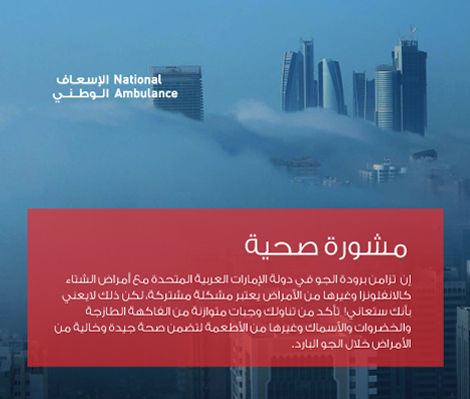 الإسعاف National
الـوطنـي Ambulance
مشورة صحية
إن تزامن برودة الجو في دولة الإمارات العربية المتحدة مع أمراض الشتاء
كالانفلونزا وغيرها من الأمراض يعتبر مشكلة مشتركة، لكن ذلك لايعني
بأنك ستعاني! تأكد من تناولك وجبات متوازنة من الفاكهة الطازجة
والخضروات والأسماك وغيرها من الأطعمة لتضمن صحة جيدة وخالية من
الأمراض خلال الجو البارد.